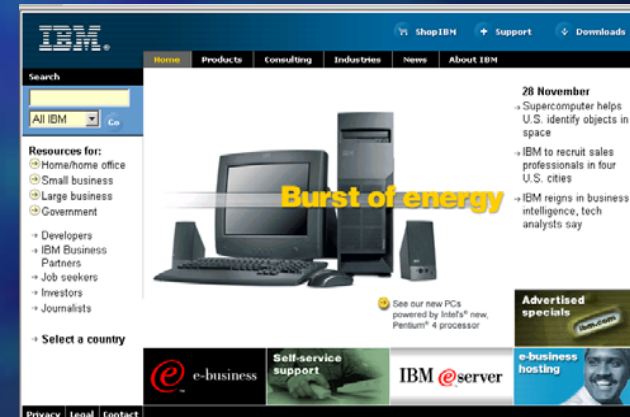 IBM.
ShopIBM
Support
Downloads
Home Products Consulting Industries News About IBM
Search
All IBM
Go
Resources for:
Home/home office
Small business
Large business
Government
Developers
IBM Business
Partners
Job seekers
Investors
Journalists
Select a country
Burst of energy
See our new PCs
powered by Intel's® new,
Pentium® 4 processor
28 November
Supercomputer helps
U.S. identify objects in
space
IBM to recruit sales
professionals in four
U.S. cities
IBM reigns in business
intelligence, tech
analysts say
Advertised
specials
ibm.com
e e-business
Self-service
support
IBM e server
e-business
hosting
Privacy Legal Contact